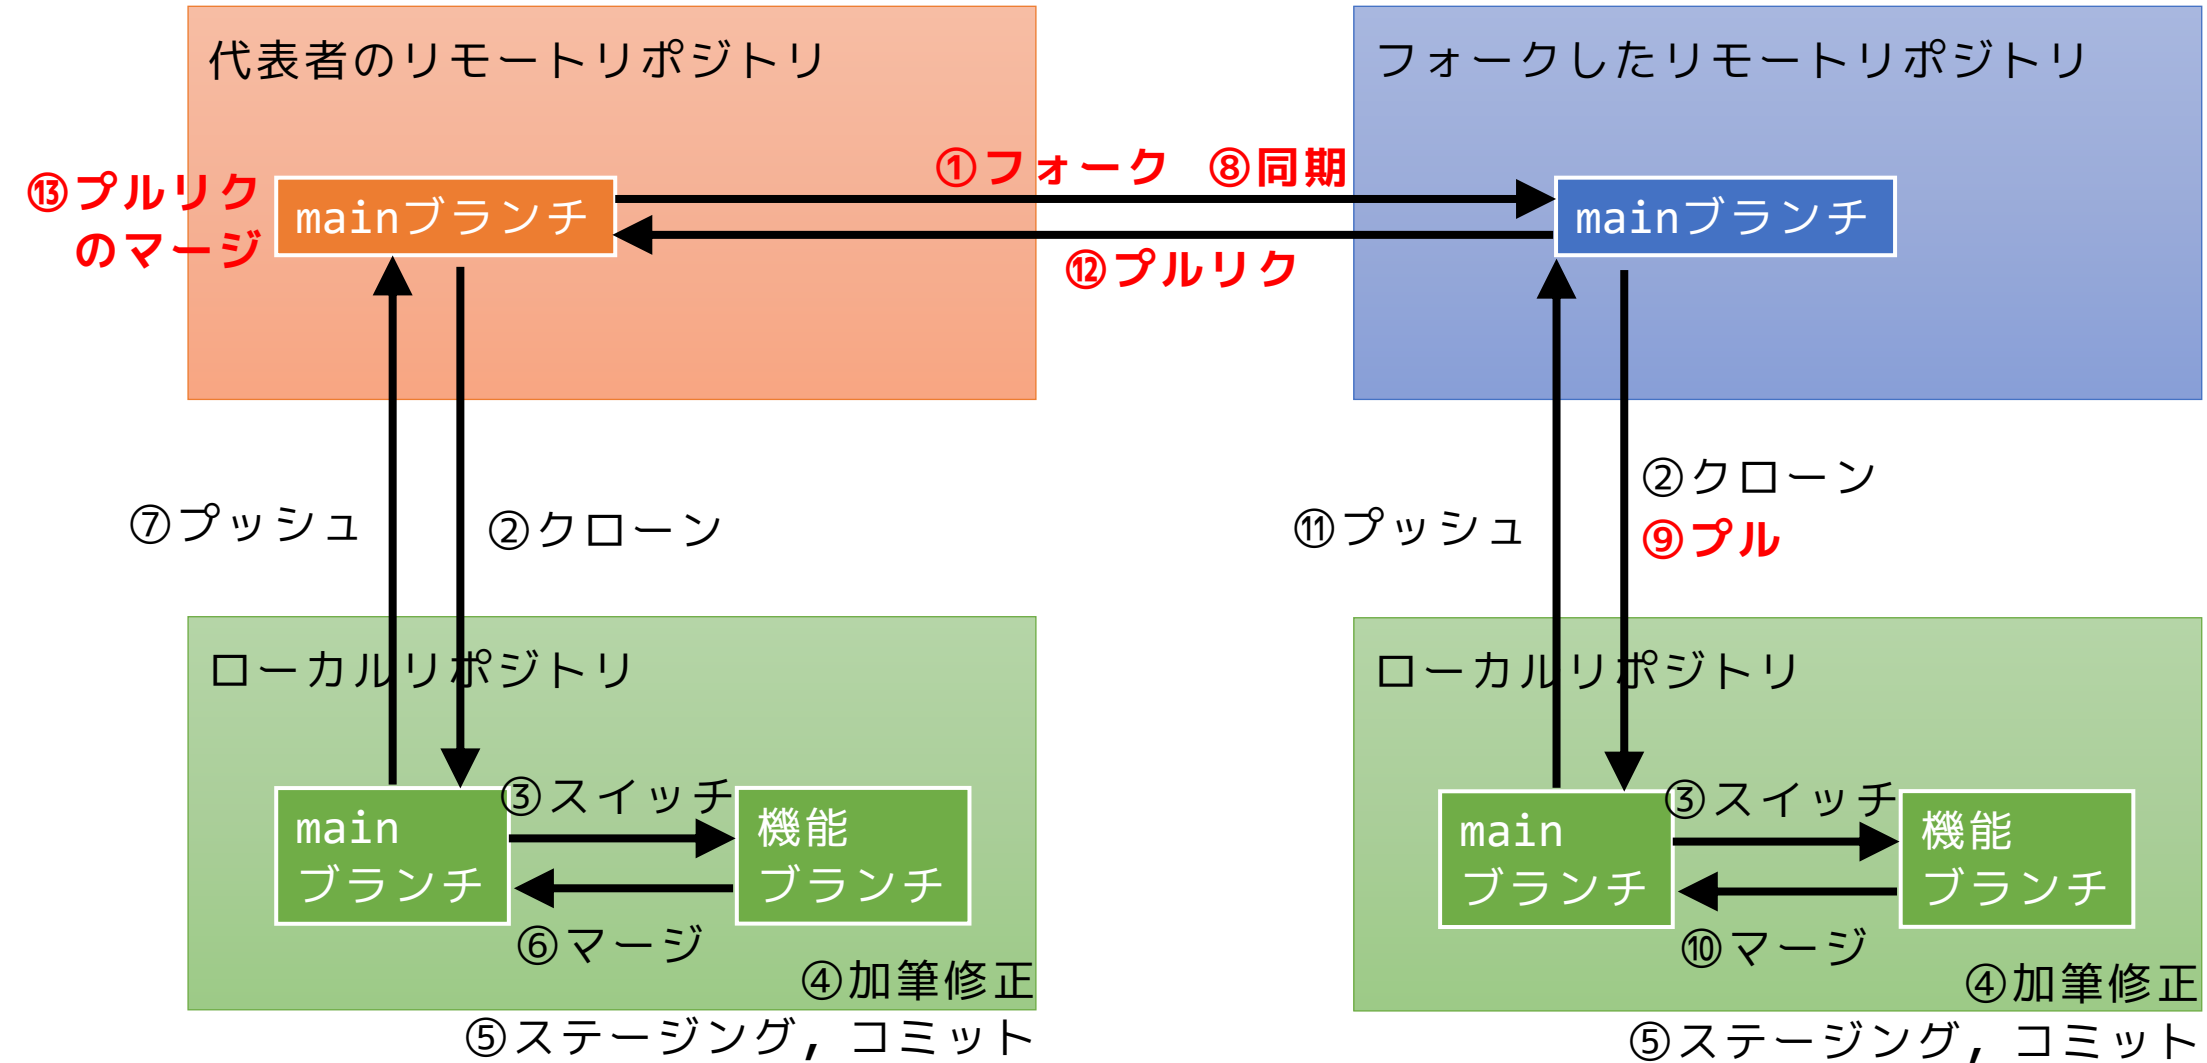 代表者のリモートリポジトリ
フォークしたリモートリポジトリ
①フォーク ⑧同期
⑬プルリク
のマージ
mainブランチ
mainブランチ
⑫プルリク
⑦プッシュ
②クローン
⑪プッシュ
②クローン
⑨プル
ローカルリポジトリ
③スイッチ
main
ブランチ
機能
ブランチ
⑥マージ
④加筆修正
⑤ステージング, コミット
ローカルリポジトリ
③スイッチ
main
ブランチ
機能
ブランチ
⑩マージ
④加筆修正
⑤ステージング, コミット